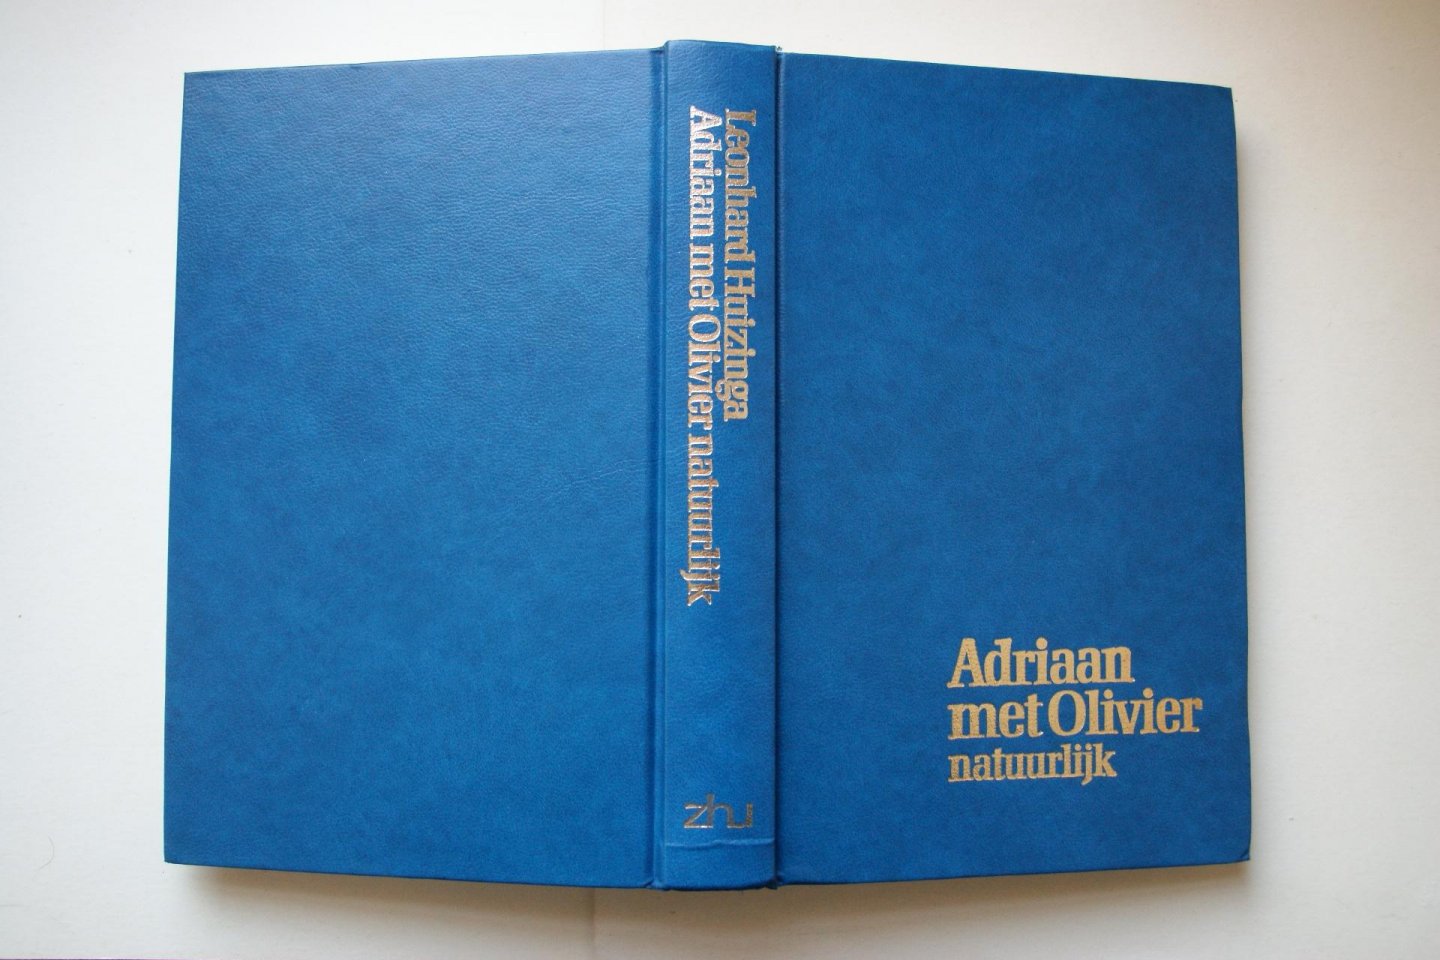 Leonhard Huizinga
Adriaan met Olivier natuurlijk
zhu
Adriaan
met Olivier
natuurlijk